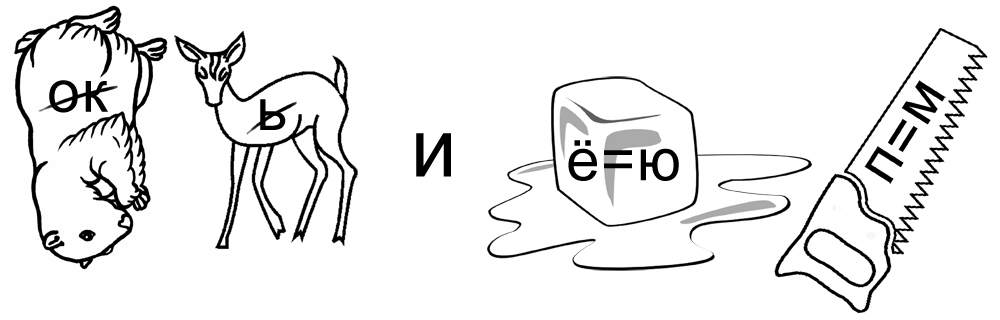 ок ь и ё=ю п=м